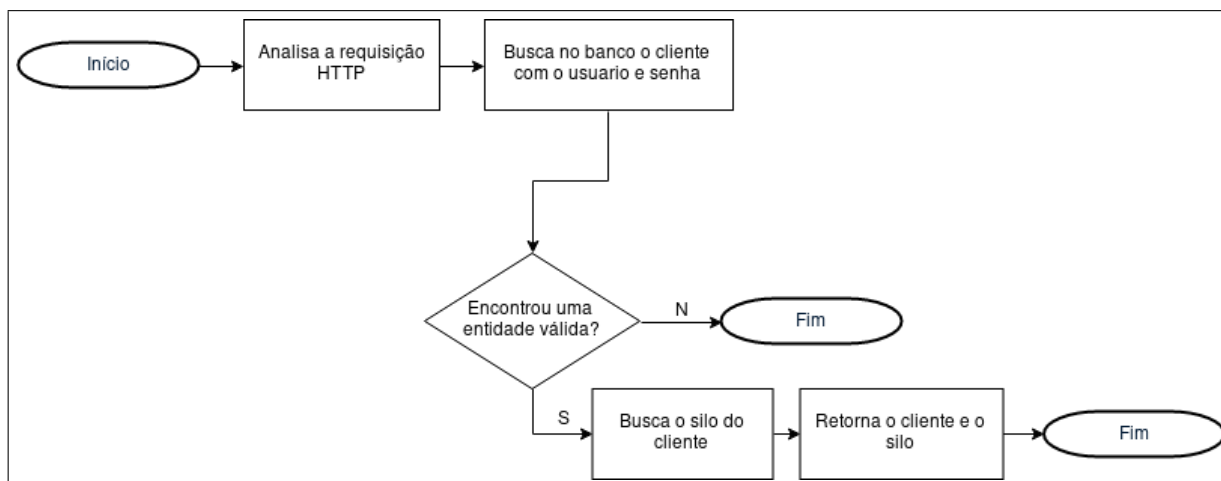 Início
Analisa a requisição
HTTP
Busca no banco o cliente
com o usuario e senha
Encontrou uma
entidade válida?
N
Fim
S
Busca o silo do
cliente
Retorna o cliente e o
silo
Fim